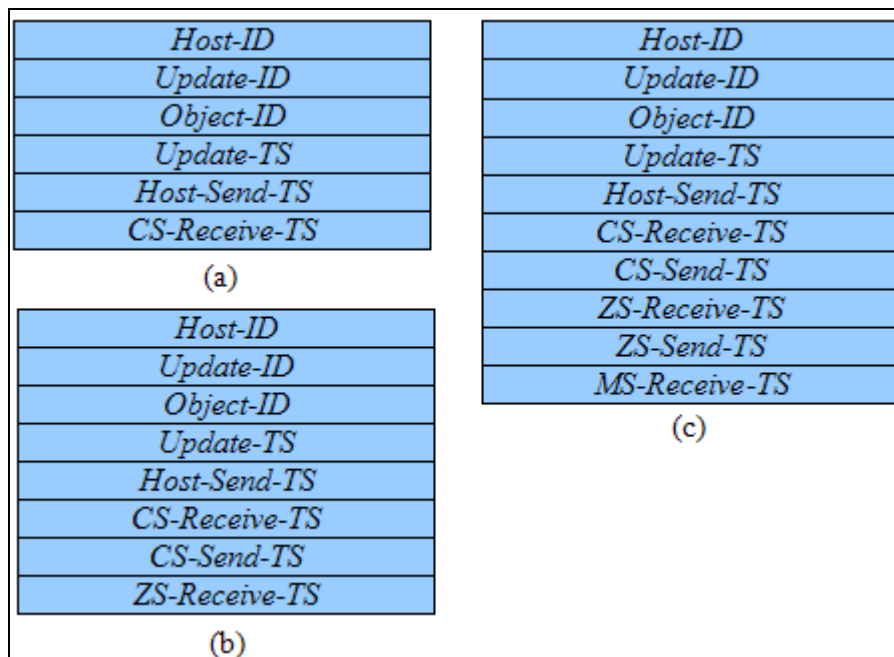 Host-ID
Update-ID
Object-ID
Update-TS
Host-Send-TS
CS-Receive-TS
(a)
Host-ID
Update-ID
Object-ID
Update-TS
Host-Send-TS
CS-Receive-TS
CS-Send-TS
ZS-Receive-TS
(b)
Host-ID
Update-ID
Object-ID
Update-TS
Host-Send-TS
CS-Receive-TS
CS-Send-TS
ZS-Receive-TS
ZS-Send-TS
MS-Receive-TS
(c)